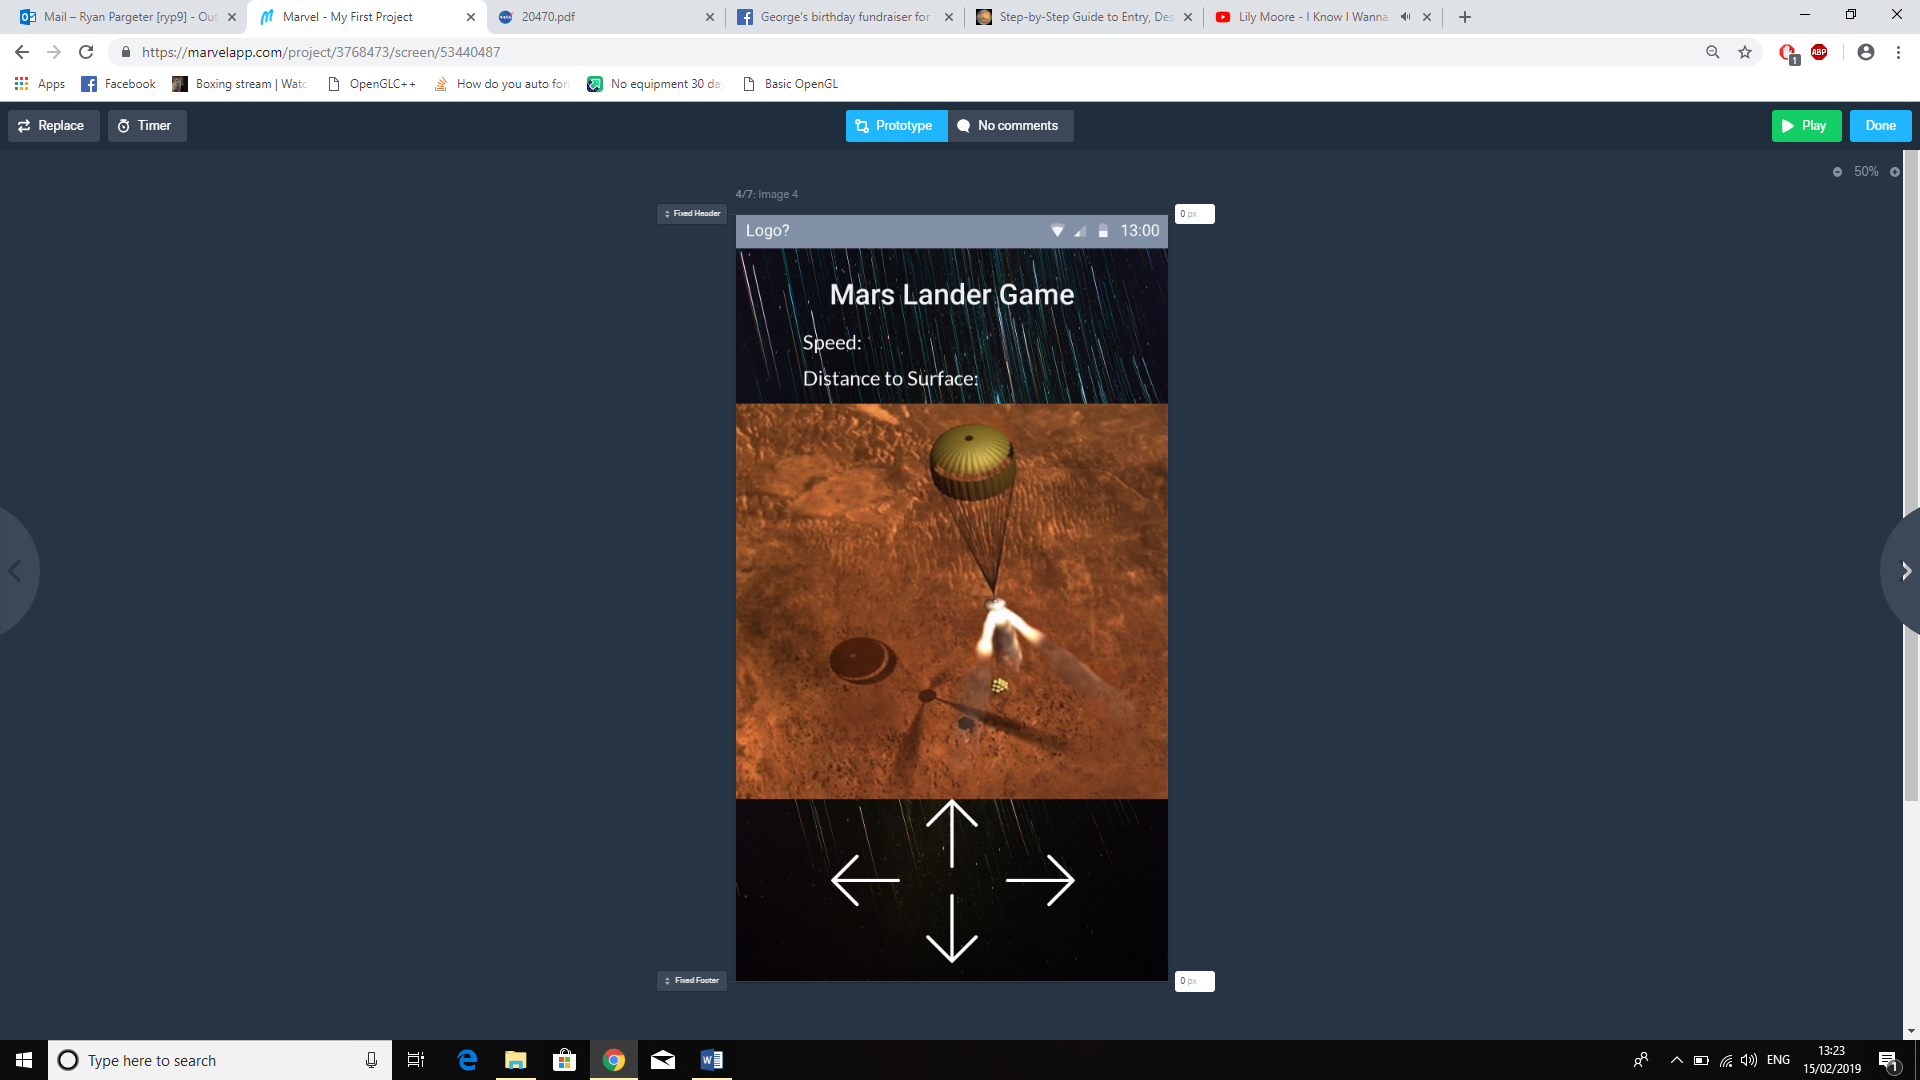 Mail – Ryan Pargeter [ryp9] - Out
Marvel - My First Project
20470.pdf
George's birthday fundraiser for
Step-by-Step Guide to Entry, Des
Lily Moore - I Know I Wanna
https://marvelapp.com/project/3768473/screen/53440487
1
ABP
Apps
Facebook
Boxing stream | Watc
OpenGLC++
How do you auto for
No equipment 30 da
Basic OpenGL
Replace
Timer
Prototype
No comments
Play
Done
50%
4/7: Image 4
Fixed Header
0 px
Logo?
13:00
Mars Lander Game
Speed:
Distance to Surface:
Fixed Footer
0 px
Type here to search
ENG
13:23
15/02/2019
1